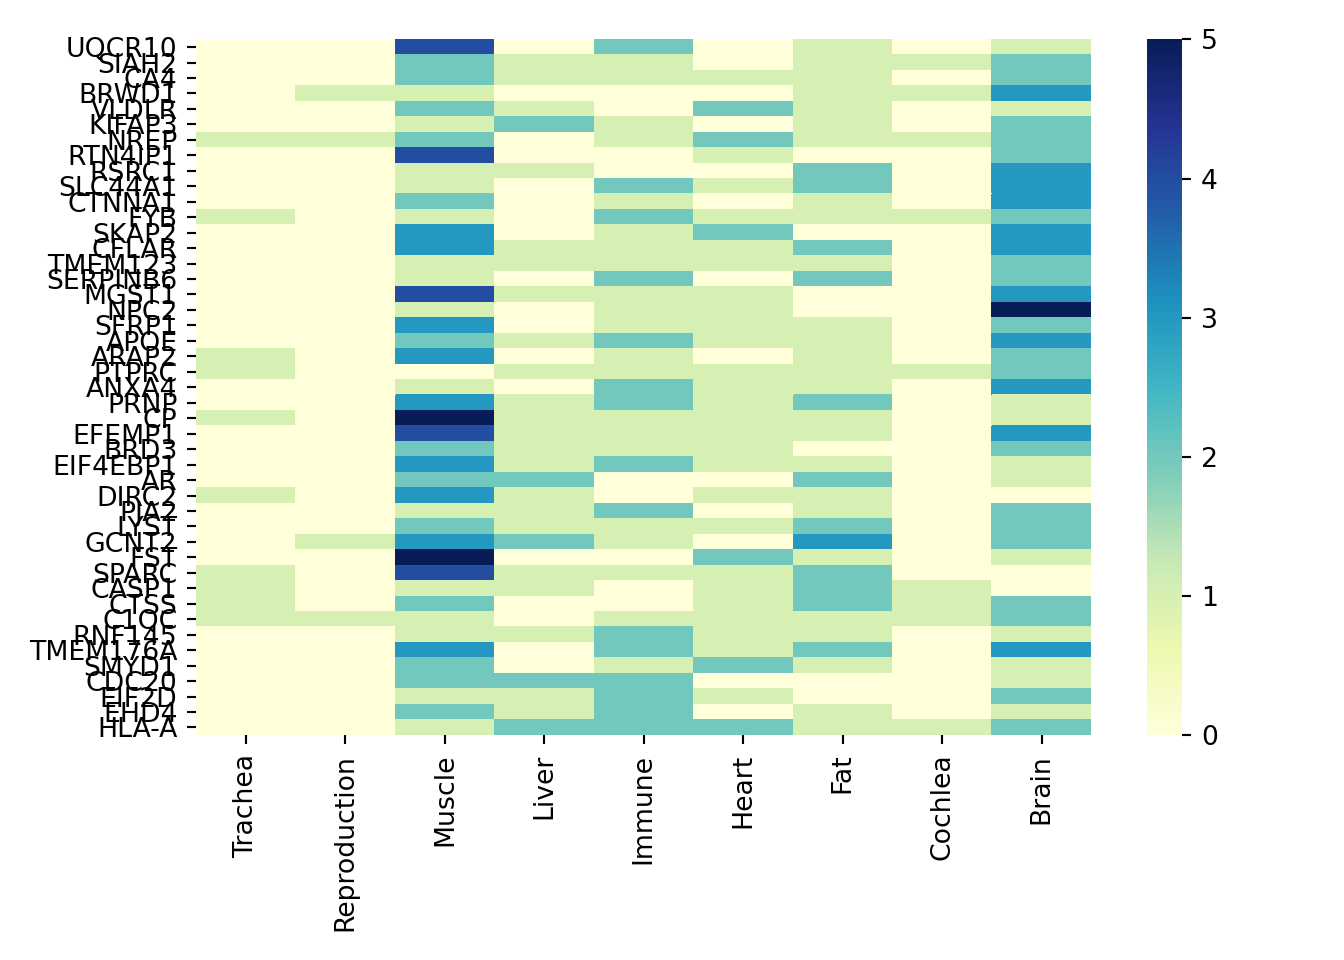 UQCR10
SIAH2
CA4
BRWD1
VLDLR
KIFAP3
NREP
RTN4IP1
RSRC1
SLC44A1
CTNNA1
FYB
SKAP2
CFLAR
TMEM123
SERPINB6
MGST1
NPC2
SFRP1
APOE
ARAP2
PTPRC
ANXA4
PRNP
CP
EFEMP1
BRD3
EIF4EBP1
AR
DIRC2
PJA2
LYST
GCNT2
FST
SPARC
CASP1
CTSS
C1QC
RNF145
TMEM176A
SMYD1
CDC20
EIF2D
EHD4
HLA-A
Trachea
Reproduction
Muscle
Liver
Immune
Heart
Fat
Cochlea
Brain
5
4
3
2
1
0